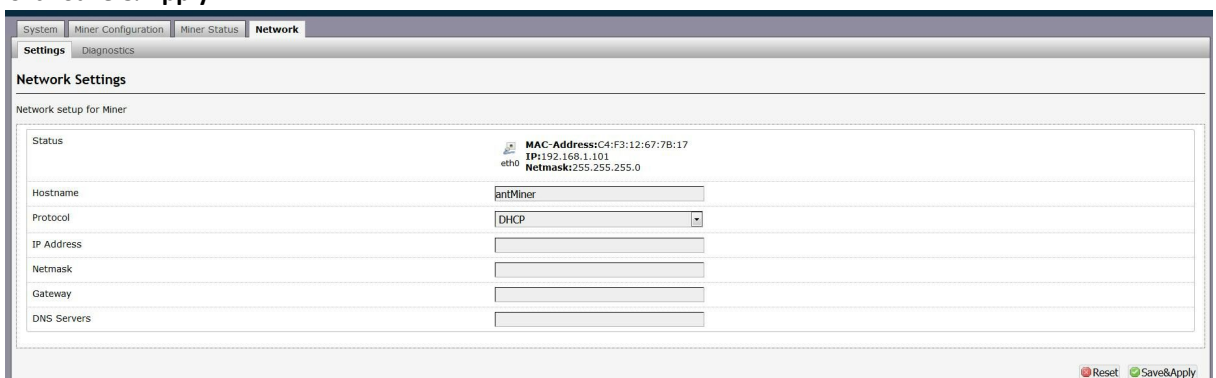 System Miner Configuration Miner Status Network
Settings Diagnostics
Network Settings
Network setup for Miner
Status
MAC-Address:C4:F3:12:67:7B:17
IP:192.168.1.101
eth0
Netmask:255.255.255.0
Hostname antMiner
Protocol DHCP
IP Address
Netmask
Gateway
DNS Servers
Reset Save&Apply